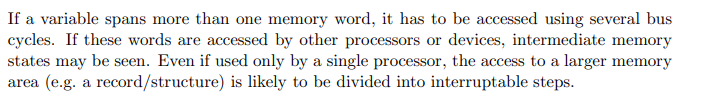 If a variable spans more than one memory word, it has to be accessed using several bus
cycles. If these words are accessed by other processors or devices, intermediate memory
states may be seen. Even if used only by a single processor, the access to a larger memory
area (e.g. a record/structure) is likely to be divided into interruptable steps.